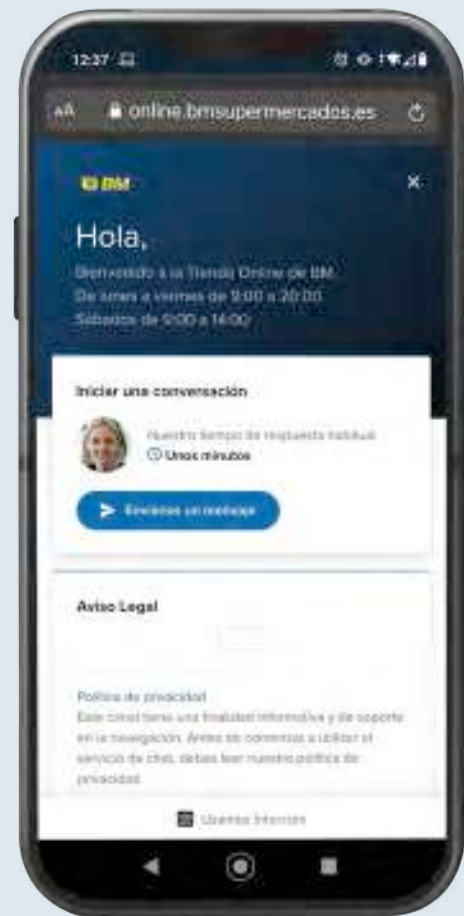 12:37
AA online.bmsupermercados.es
BM
Hola,
Bienvenido a la Tienda Online de BM
De lunes a viernes de 9:00 a 20:00
Sábados de 9:00 a 14:00
Iniciar una conversación
Nuestro tiempo de respuesta habitual
Unos minutos
Envíanos un mensaje
Aviso Legal
Política de privacidad
Este canal tiene una finalidad informativa y de soporte
en la navegación. Antes de comenzar a utilizar el
servicio de chat, debes leer nuestra política de
privacidad.
Usamos Intercom